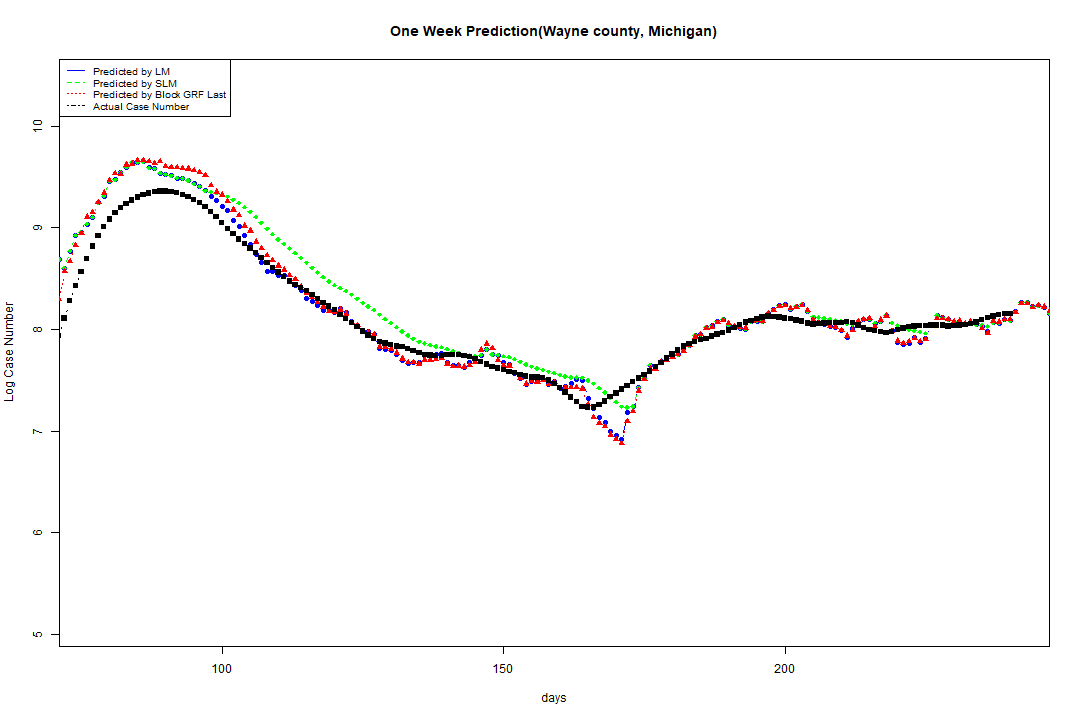 One Week Prediction(Wayne county, Michigan)
Predicted by LM
Predicted by SLM
Predicted by Block GRF Last
Actual Case Number
10
9
8
7
6
5
Log Case Number
100 150 200
days